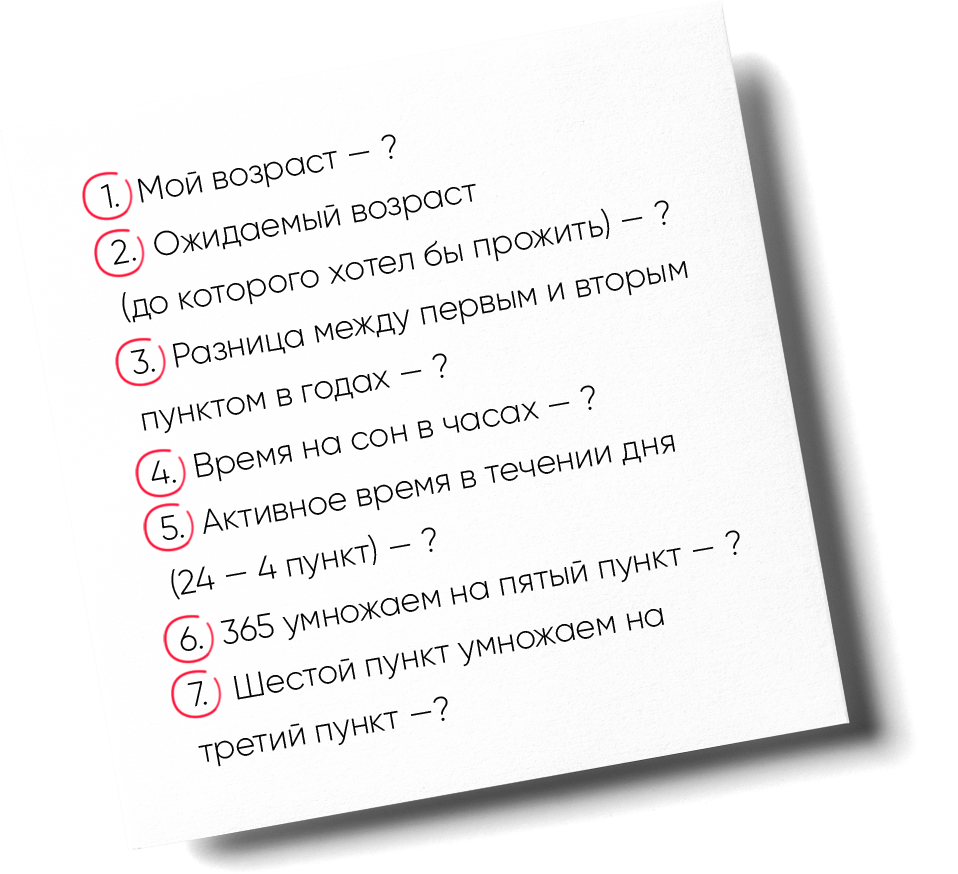 1. Мой возраст — ?
2. Ожидаемый возраст
(до которого хотел бы прожить) — ?
3. Разница между первым и вторым
пунктом в годах — ?
4. Время на сон в часах — ?
5. Активное время в течении дня
(24 — 4 пункт) — ?
6. 365 умножаем на пятый пункт — ?
7. Шестой пункт умножаем на
третий пункт —?